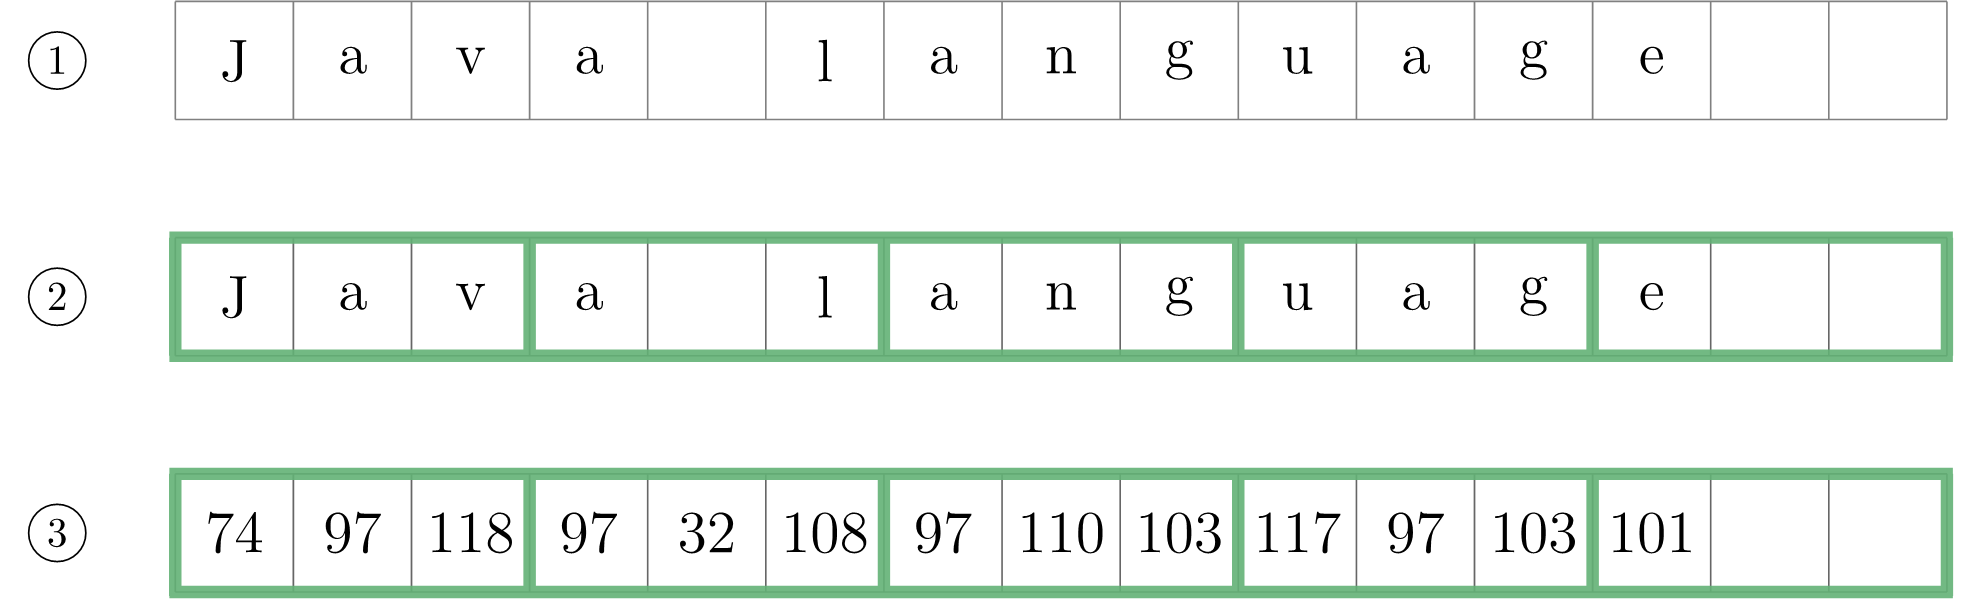 ① J a v a l a n g u a g e
② J a v a l a n g u a g e
③ 74 97 118 97 32 108 97 110 103 117 97 103 101